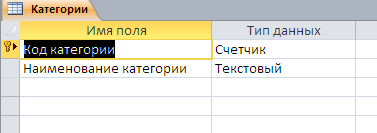 Категории
Имя поля Тип данных
Код категории Счетчик
Наименование категории Текстовый